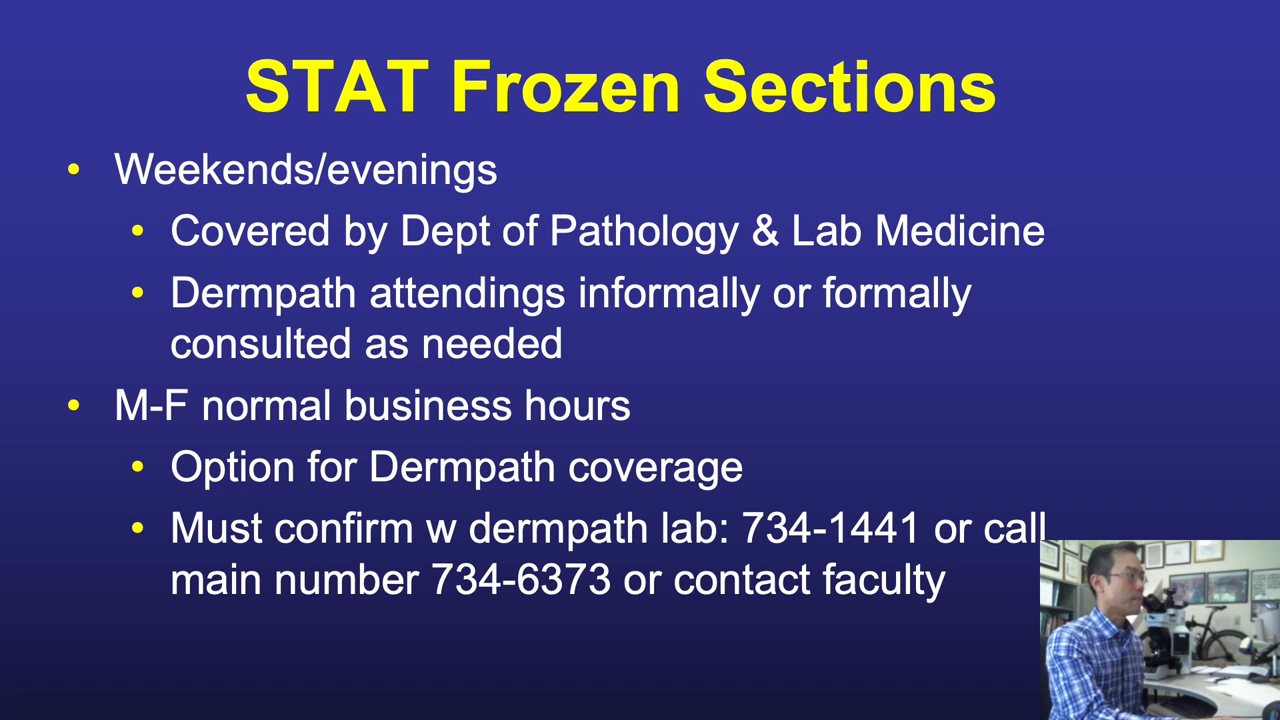 STAT Frozen Sections
• Weekends/evenings
• Covered by Dept of Pathology & Lab Medicine
• Dermpath attendings informally or formally
consulted as needed
• M-F normal business hours
• Option for Dermpath coverage
• Must confirm w dermpath lab: 734-1441 or call
main number 734-6373 or contact faculty